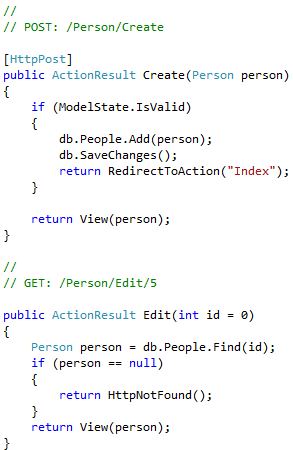 //
// POST: /Person/Create

[HttpPost]
public ActionResult Create(Person person)
{
    if (ModelState.IsValid)
    {
        db.People.Add(person);
        db.SaveChanges();
        return RedirectToAction("Index");
    }

    return View(person);
}

//
// GET: /Person/Edit/5

public ActionResult Edit(int id = 0)
{
    Person person = db.People.Find(id);
    if (person == null)
    {
        return HttpNotFound();
    }
    return View(person);
}